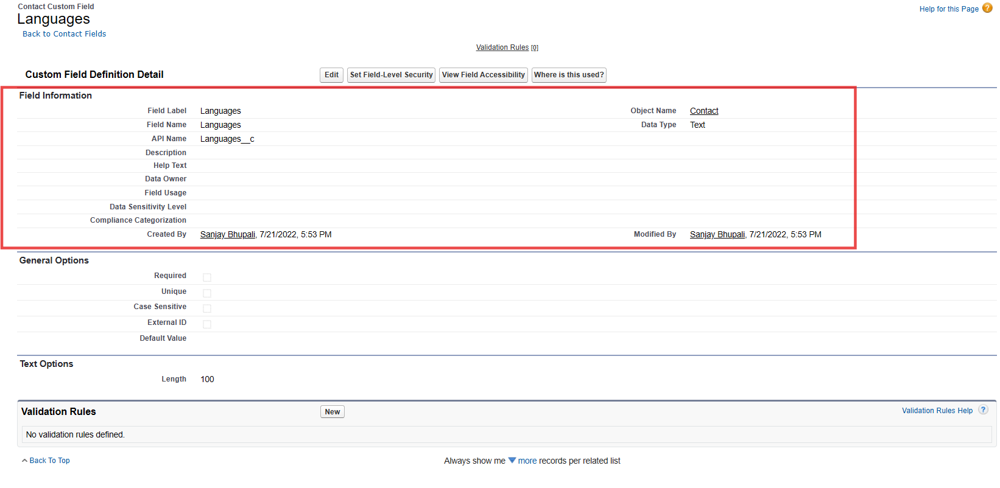 Contact Custom Field
Help for this Page ?
Languages
Back to Contact Fields
Validation Rules [0]
Custom Field Definition Detail
Edit Set Field-Level Security View Field Accessibility Where is this used?
Field Information
Field Label Languages Object Name Contact
Field Name Languages Data Type Text
API Name Languages__c
Description
Help Text
Data Owner
Field Usage
Data Sensitivity Level
Compliance Categorization
Created By Sanjay Bhupali, 7/21/2022, 5:53 PM Modified By Sanjay Bhupali, 7/21/2022, 5:53 PM
General Options
Required
Unique
Case Sensitive
External ID
Default Value
Text Options
Length 100
Validation Rules New Validation Rules Help ?
No validation rules defined.
Back To Top Always show me more records per related list